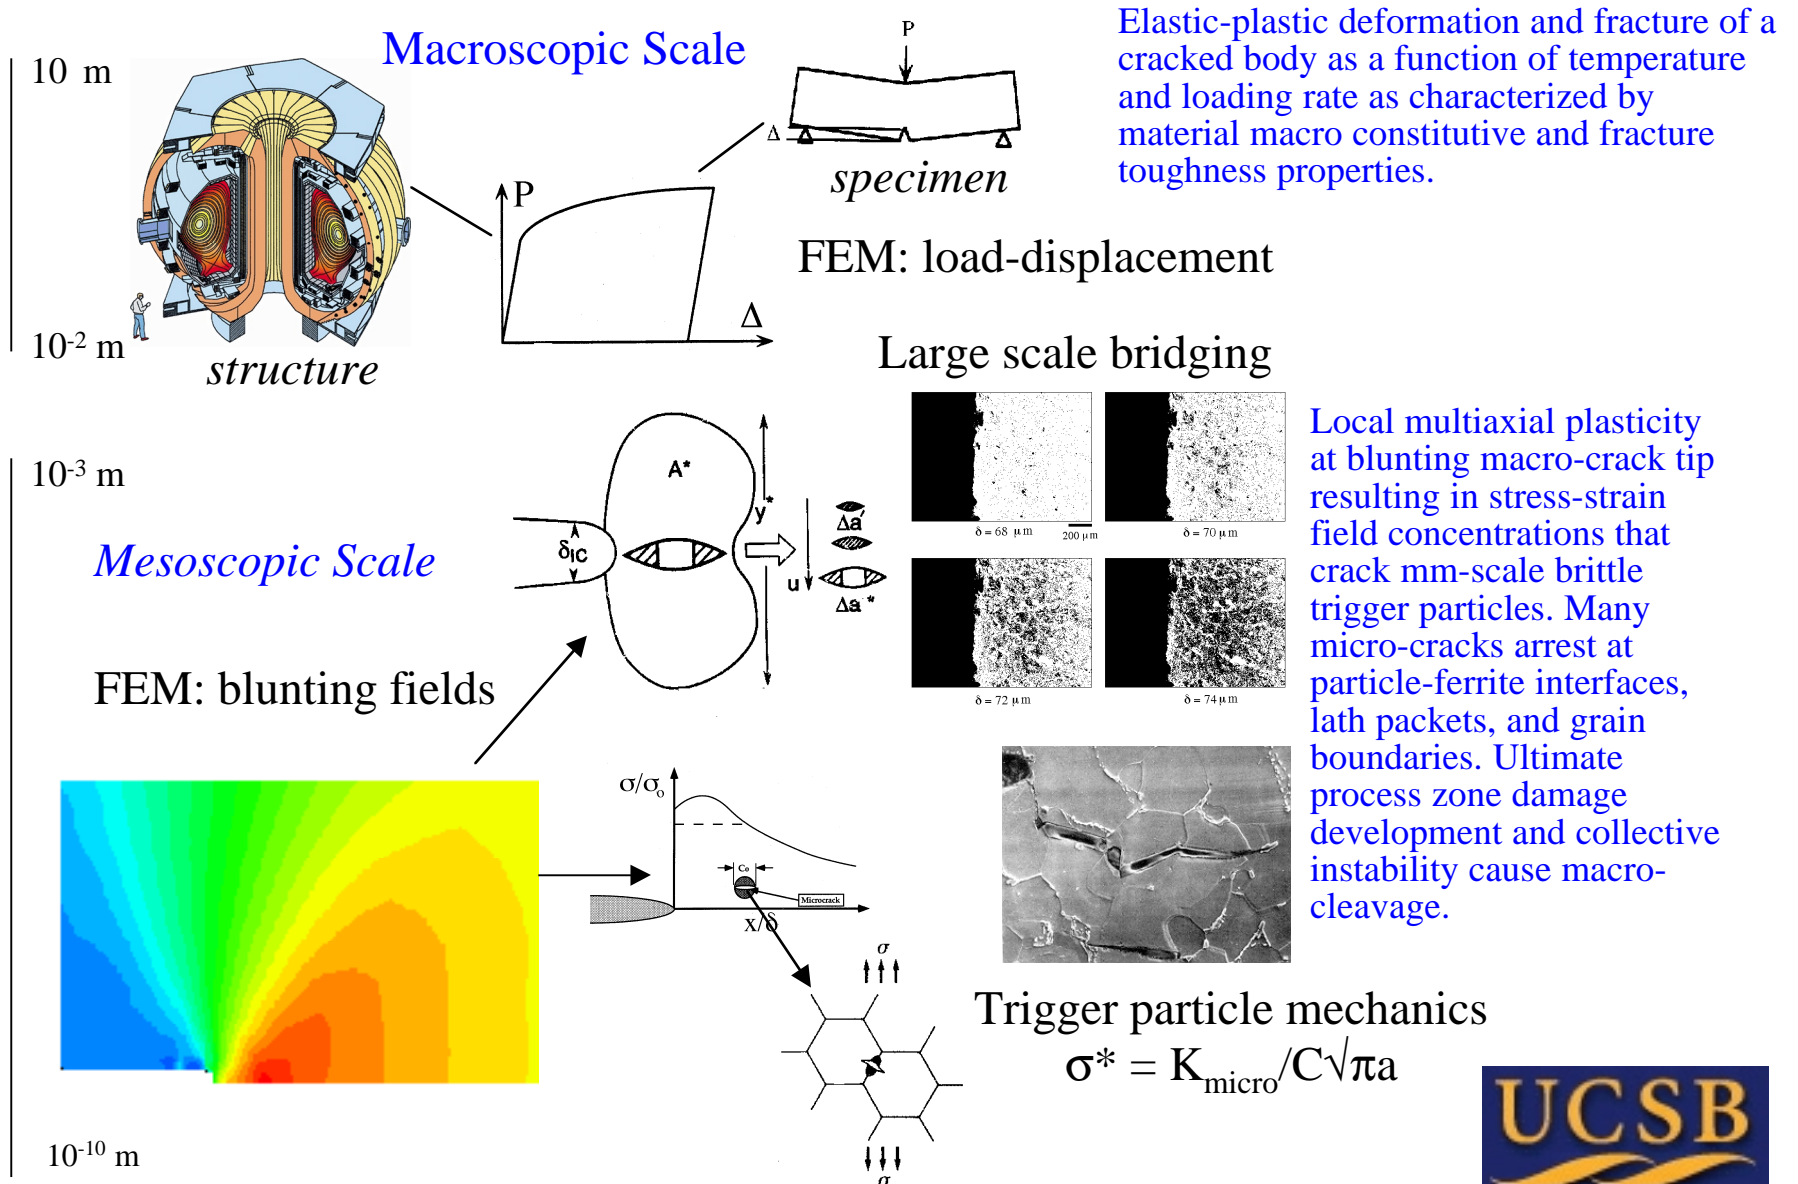 Macroscopic Scale
10 m
10-2 m
structure
P
Δ
P
Δ
specimen
Elastic-plastic deformation and fracture of a
cracked body as a function of temperature
and loading rate as characterized by
material macro constitutive and fracture
toughness properties.
FEM: load-displacement
Large scale bridging
10-3 m
Mesoscopic Scale
FEM: blunting fields
A*
δIC
y*
u
Δa'
Δa*
δ = 68 μm
200 μm
δ = 70 μm
δ = 72 μm
δ = 74 μm
Local multiaxial plasticity
at blunting macro-crack tip
resulting in stress-strain
field concentrations that
crack mm-scale brittle
trigger particles. Many
micro-cracks arrest at
particle-ferrite interfaces,
lath packets, and grain
boundaries. Ultimate
process zone damage
development and collective
instability cause macro-
cleavage.
σ/σo
Co
Microcrack
x/δ
σ
σ
Trigger particle mechanics
σ* = Kmicro/C√πa
10-10 m
UCSB